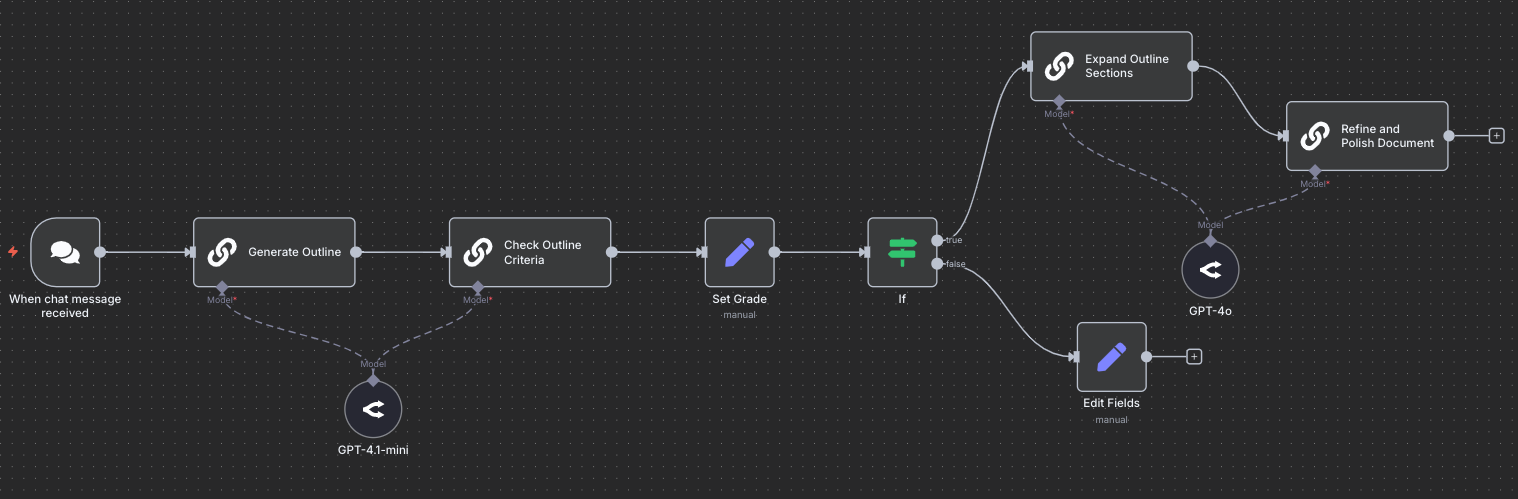 When chat message
received
Generate Outline
Model*
Check Outline
Criteria
Model*
Model
GPT-4.1-mini
Set Grade
manual
If
true
false
Expand Outline
Sections
Model*
Refine and
Polish Document
Model*
Model
GPT-4o
Edit Fields
manual